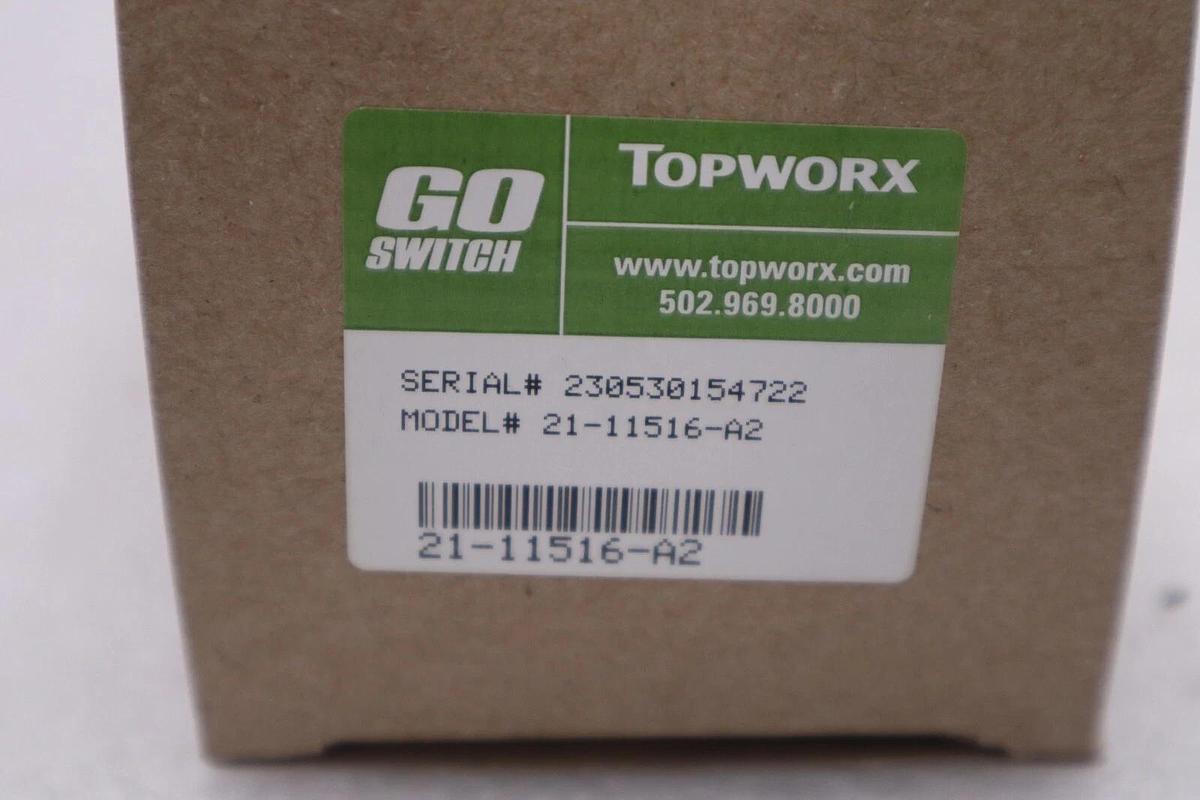 GO
SWITCH
TOPWORX
www.topworx.com
502.969.8000
SERIAL# 230530154722
MODEL# 21-11516-A2
21-11516-A2